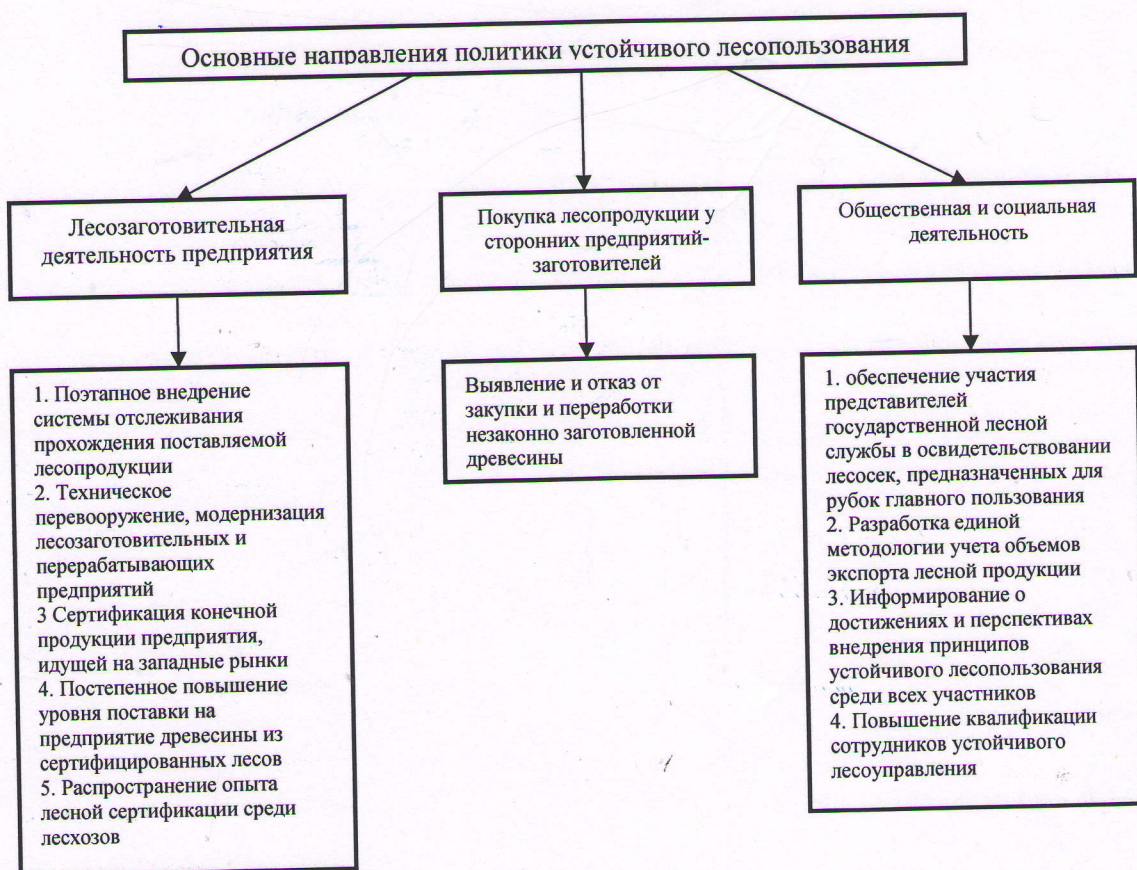 Основные направления политики устойчивого лесопользования
Лесозаготовительная
деятельность предприятия
Покупка лесопродукции у
сторонних предприятий-
заготовителей
Общественная и социальная
деятельность
1. Поэтапное внедрение
системы отслеживания
прохождения поставляемой
лесопродукции
2. Техническое
перевооружение, модернизация
лесозаготовительных и
перерабатывающих
предприятий
3 Сертификация конечной
продукции предприятия,
идущей на западные рынки
4. Постепенное повышение
уровня поставки на
предприятие древесины из
сертифицированных лесов
5. Распространение опыта
лесной сертификации среди
лесхозов
Выявление и отказ от
закупки и переработки
незаконно заготовленной
древесины
1. обеспечение участия
представителей
государственной лесной
службы в освидетельствовании
лесосек, предназначенных для
рубок главного пользования
2. Разработка единой
методологии учета объемов
экспорта лесной продукции
3. Информирование о
достижениях и перспективах
внедрения принципов
устойчивого лесопользования
среди всех участников
4. Повышение квалификации
сотрудников устойчивого
лесоуправления